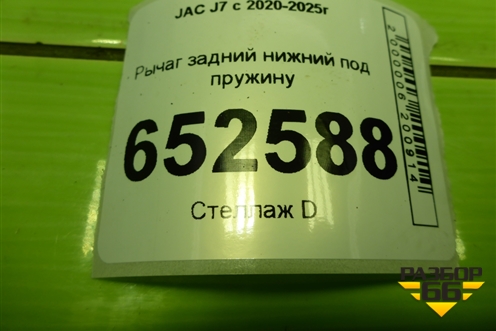 JAC J7 с 2020-2025г
Рычаг задний нижний под
пружину
652588
Стеллаж D
2000006200914
РАЗБОР
66